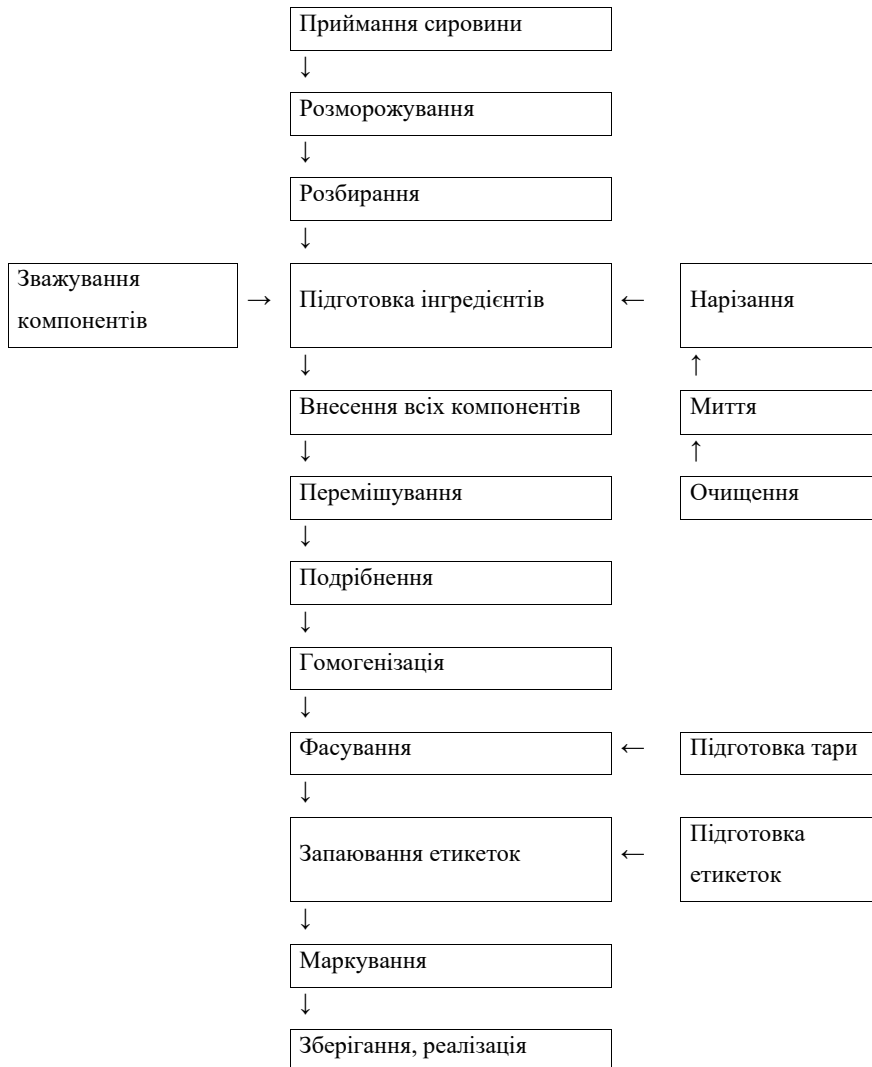 Приймання сировини
↓
Розморожування
↓
Розбирання
↓
Зважування
компонентів
→
Підготовка інгредієнтів
←
Нарізання
↓
↑
Внесення всіх компонентів
Миття
↓
↑
Перемішування
Очищення
↓
Подрібнення
↓
Гомогенізація
↓
Фасування
←
Підготовка тари
↓
Запаювання етикеток
←
Підготовка
етикеток
↓
Маркування
↓
Зберігання, реалізація